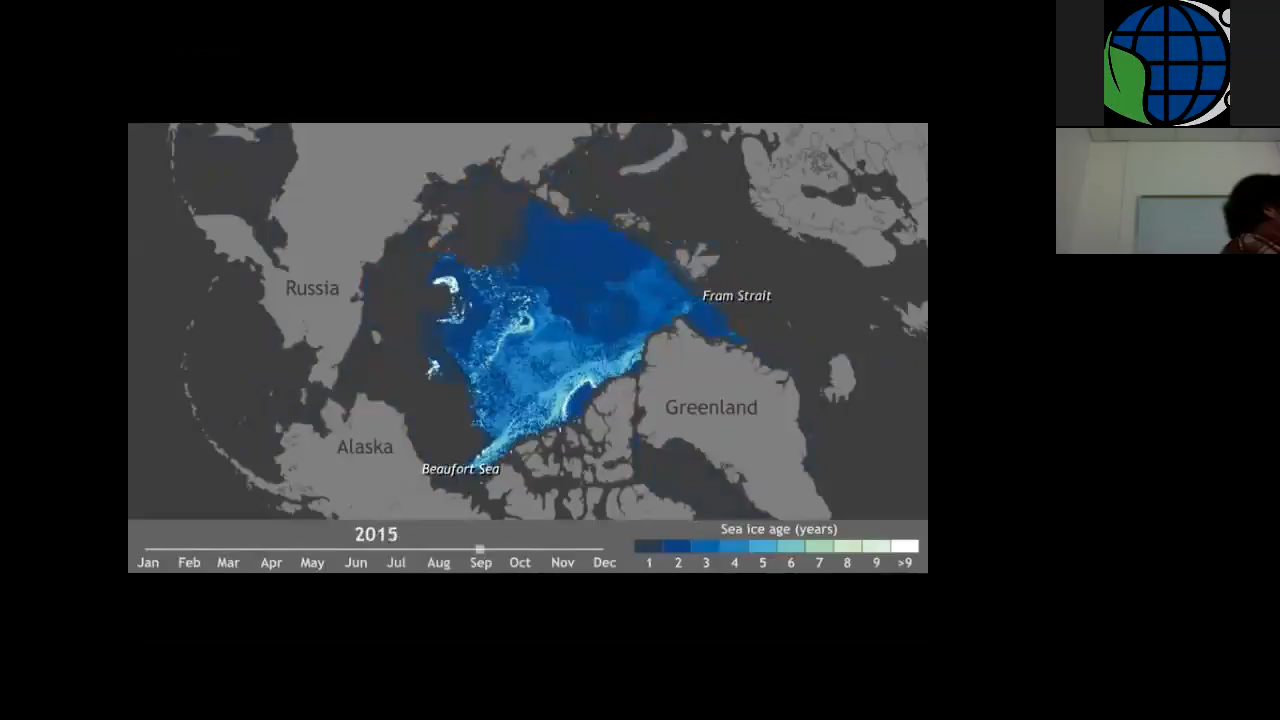 Russia
Fram Strait
Greenland
Alaska
Beaufort Sea
2015
Jan Feb Mar Apr May Jun Jul Aug Sep Oct Nov Dec
Sea ice age (years)
1 2 3 4 5 6 7 8 9 >9